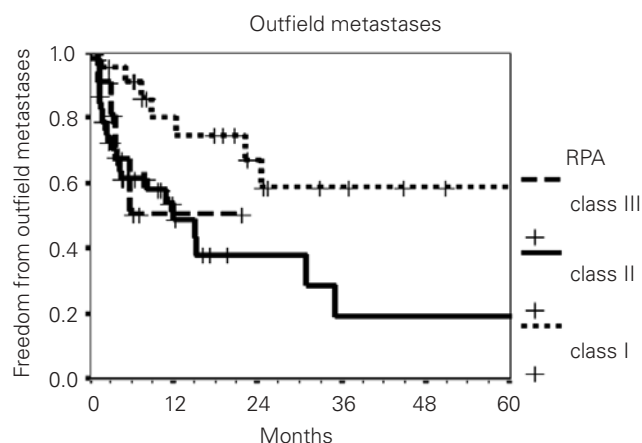 Outfield metastases
Freedom from outfield metastases
1.0
0.8
0.6
0.4
0.2
0.0
0 12 24 36 48 60
Months
RPA
class III
class II
class I